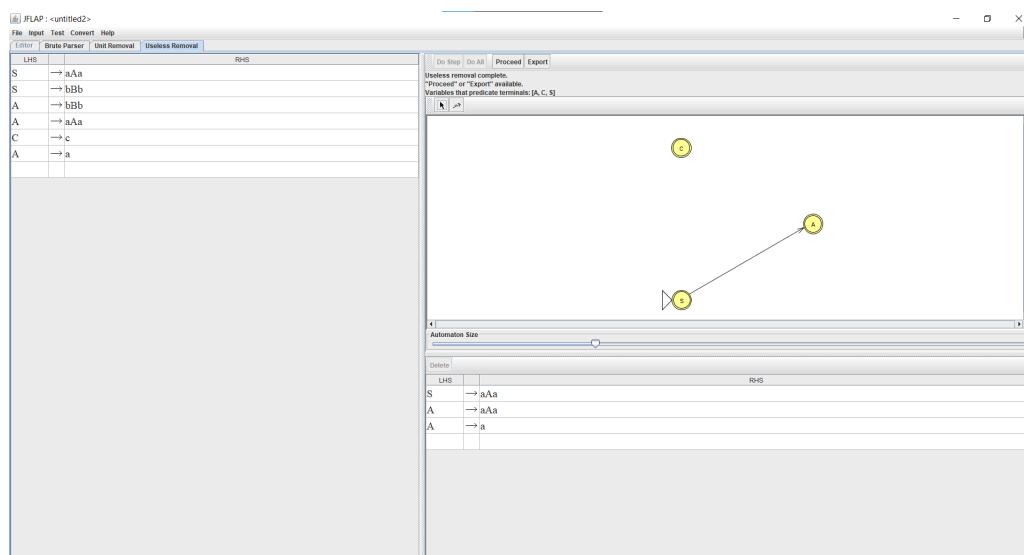 JFLAP : <untitled2>
File Input Test Convert Help
Editor Brute Parser Unit Removal Useless Removal
LHS RHS
S → aAa
S → bBb
A → bBb
A → aAa
C → c
A → a
Do Step Do All Proceed Export
Useless removal complete.
"Proceed" or "Export" available.
Variables that predicate terminals: [A, C, S]
C
A
S
Automaton Size
Delete
LHS RHS
S → aAa
A → aAa
A → a